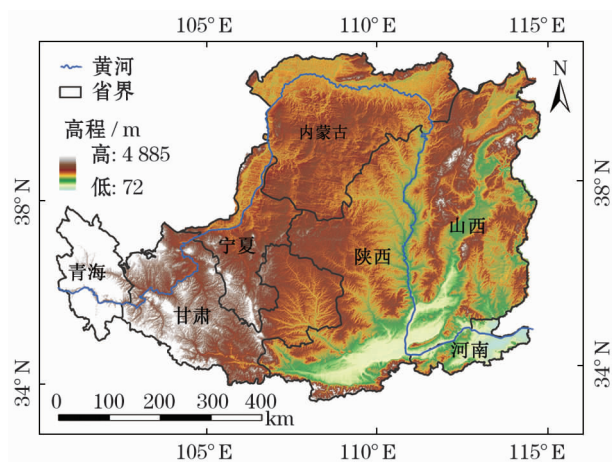 105°E 110°E 115°E
黄河
省界
高程 / m
高: 4 885
低: 72
N
内蒙古
38°N 38°N
宁夏
山西
陕西
青海
甘肃
河南
34°N 34°N
0 100 200 300 400
km
105°E 110°E 115°E